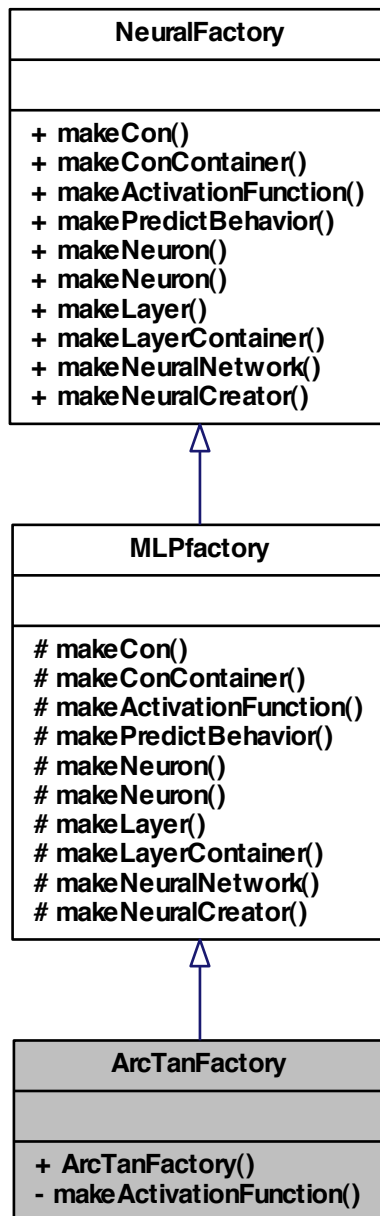 NeuralFactory
+ makeCon()
+ makeConContainer()
+ makeActivationFunction()
+ makePredictBehavior()
+ makeNeuron()
+ makeNeuron()
+ makeLayer()
+ makeLayerContainer()
+ makeNeuralNetwork()
+ makeNeuralCreator()
MLPfactory
# makeCon()
# makeConContainer()
# makeActivationFunction()
# makePredictBehavior()
# makeNeuron()
# makeNeuron()
# makeLayer()
# makeLayerContainer()
# makeNeuralNetwork()
# makeNeuralCreator()
ArcTanFactory
+ ArcTanFactory()
- makeActivationFunction()